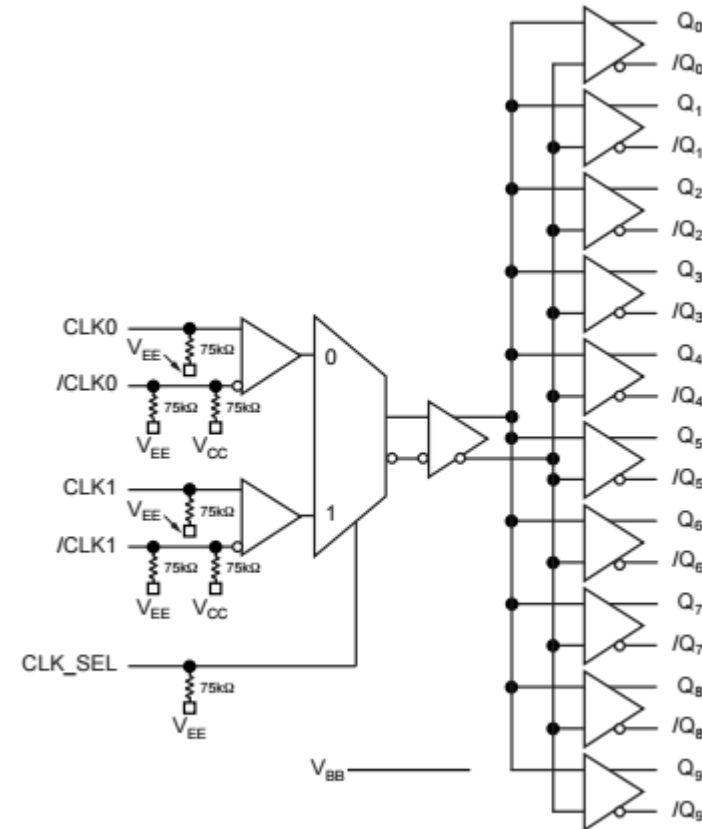 Q0
/Q0
Q1
/Q1
Q2
/Q2
Q3
/Q3
CLK0
75kΩ
VEE
0
Q4
/CLK0
75kΩ
75kΩ
/Q4
VEE
VCC
Q5
CLK1
/Q5
75kΩ
VEE
1
Q6
/CLK1
75kΩ
75kΩ
/Q6
VEE
VCC
Q7
/Q7
CLK_SEL
75kΩ
Q8
VEE
/Q8
VBB
Q9
/Q9